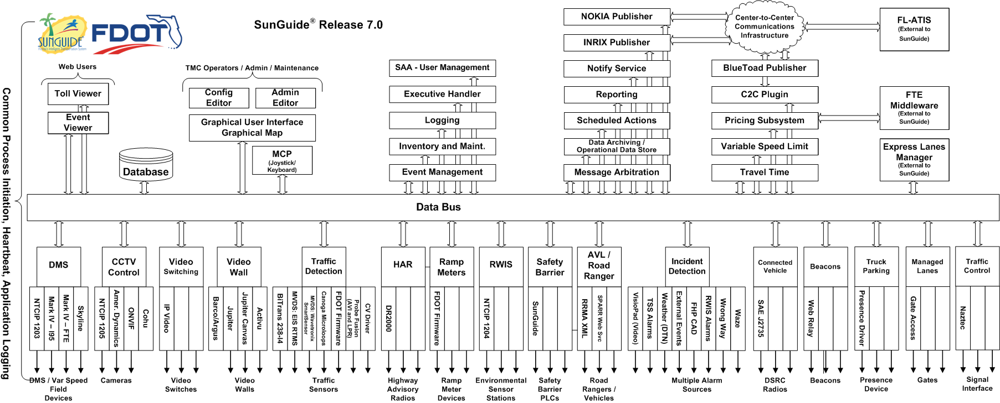 SunGuide® Release 7.0
SUNGUIDE®
Florida's Intelligent Transportation System
FDOT
Common Process Initiation, Heartbeat, Application Logging
Web Users
Toll Viewer
Event
Viewer
Database
TMC Operators / Admin / Maintenance
Config
Editor
Admin
Editor
Graphical User Interface
Graphical Map
MCP
(Joystick/
Keyboard)
SAA - User Management
Executive Handler
Logging
Inventory and Maint.
Event Management
NOKIA Publisher
INRIX Publisher
Notify Service
Reporting
Scheduled Actions
Data Archiving /
Operational Data Store
Message Arbitration
Center-to-Center
Communications
Infrastructure
BlueToad Publisher
C2C Plugin
Pricing Subsystem
Variable Speed Limit
Travel Time
FL-ATIS
(External to
SunGuide)
FTE
Middleware
(External to
SunGuide)
Express Lanes
Manager
(External to
SunGuide)
Data Bus
DMS
NTCIP 1203
Mark IV – I95
Mark IV – FTE
Skyline
DMS / Var Speed
Field
Devices
CCTV
Control
NTCIP 1205
Amer. Dynamics
ONVIF
Cohu
Cameras
Video
Switching
IP Video
Video
Switches
Video
Wall
Barco/Argus
Jupiter
Jupiter Canvas
Activu
Video
Walls
Traffic
Detection
BiTrans 238-I4
MVDS: EIS RTMS
MVDS: Wavetronix
SmartSensor
Canoga Microloops
FDOT Firmware
Probe Fusion
(AVI and LPR)
CV Driver
Traffic
Sensors
HAR
DR2000
Highway
Advisory
Radios
Ramp
Meters
FDOT Firmware
Ramp
Meter
Devices
RWIS
NTCIP 1204
Environmental
Sensor
Stations
Safety
Barrier
SunGuide
Safety
Barrier
PLCs
AVL /
Road
Ranger
RRMA XML
SPARR Web Svc
Road
Rangers /
Vehicles
Incident
Detection
VisioPad (Video)
TSS Alarms
Weather (DTN)
External Events
FHP CAD
RWIS Alarms
Wrong Way
Waze
Multiple Alarm
Sources
Connected
Vehicle
SAE J2735
DSRC
Radios
Beacons
Web Relay
Beacons
Truck
Parking
Presence Driver
Presence
Device
Managed
Lanes
Gate Access
Gates
Traffic
Control
Naztec
Signal
Interface